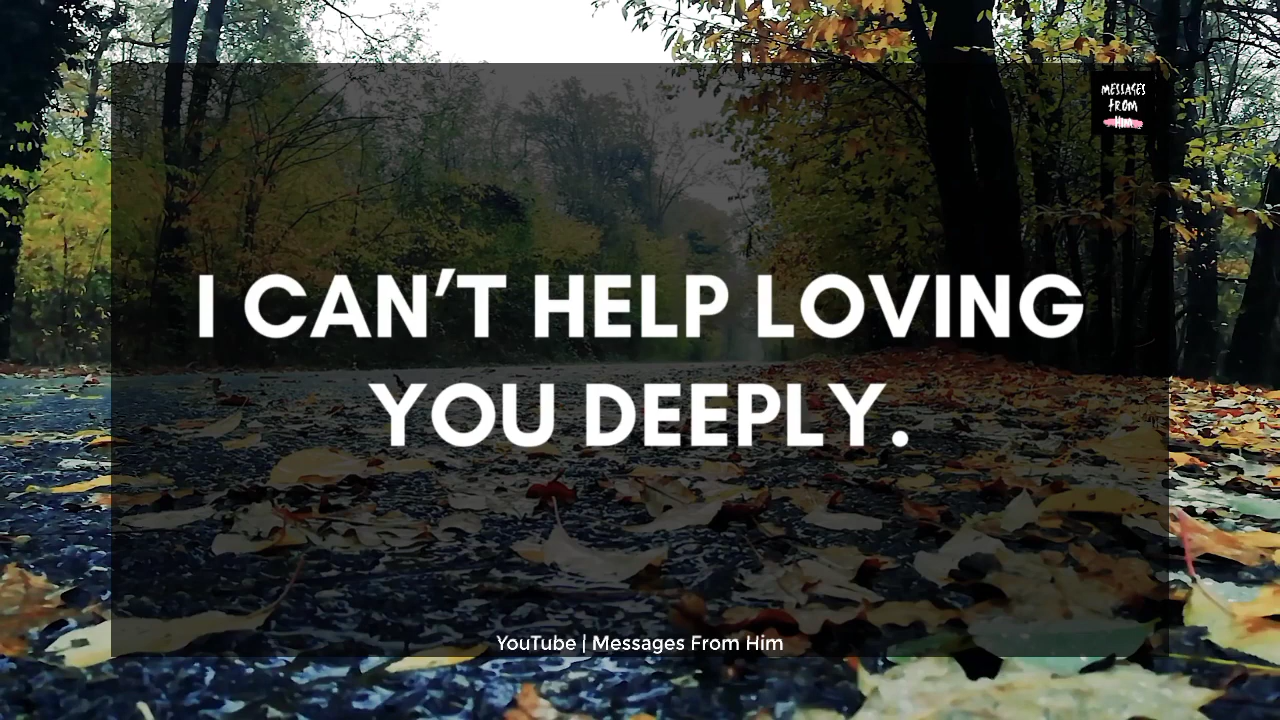 MESSAGES
FROM
Him
I CAN’T HELP LOVING
YOU DEEPLY.
YouTube | Messages From Him